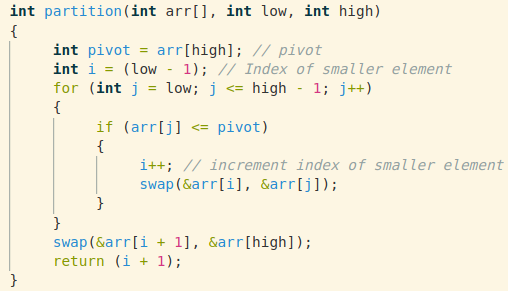 int partition(int arr[], int low, int high)
{
    int pivot = arr[high]; // pivot
    int i = (low - 1); // Index of smaller element
    for (int j = low; j <= high - 1; j++)
    {
        if (arr[j] <= pivot)
        {
            i++; // increment index of smaller element
            swap(&arr[i], &arr[j]);
        }
    }
    swap(&arr[i + 1], &arr[high]);
    return (i + 1);
}